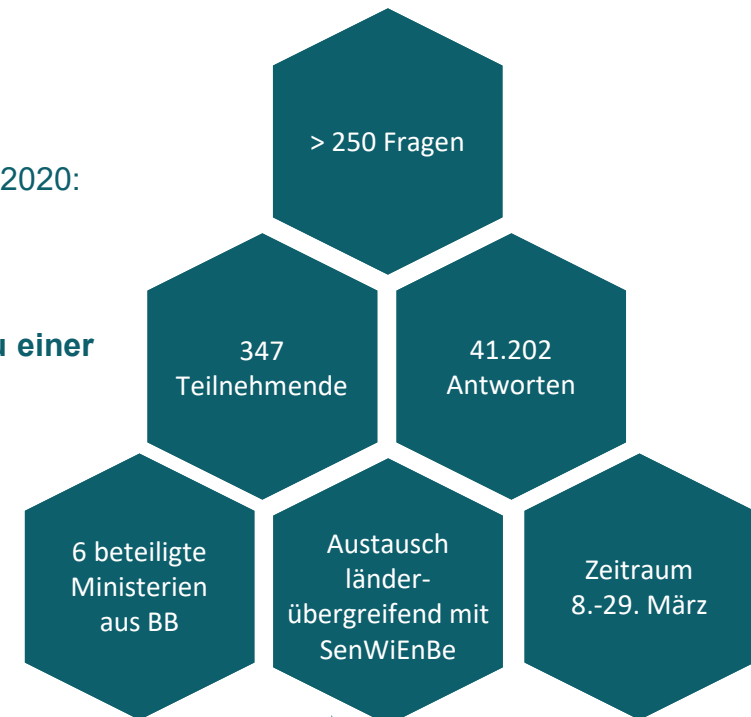 > 250 Fragen
2020:
u einer
347
Teilnehmende
41.202
Antworten
6 beteiligte
Ministerien
aus BB
Austausch
länder-
übergreifend mit
SenWiEnBe
Zeitraum
8.-29. März